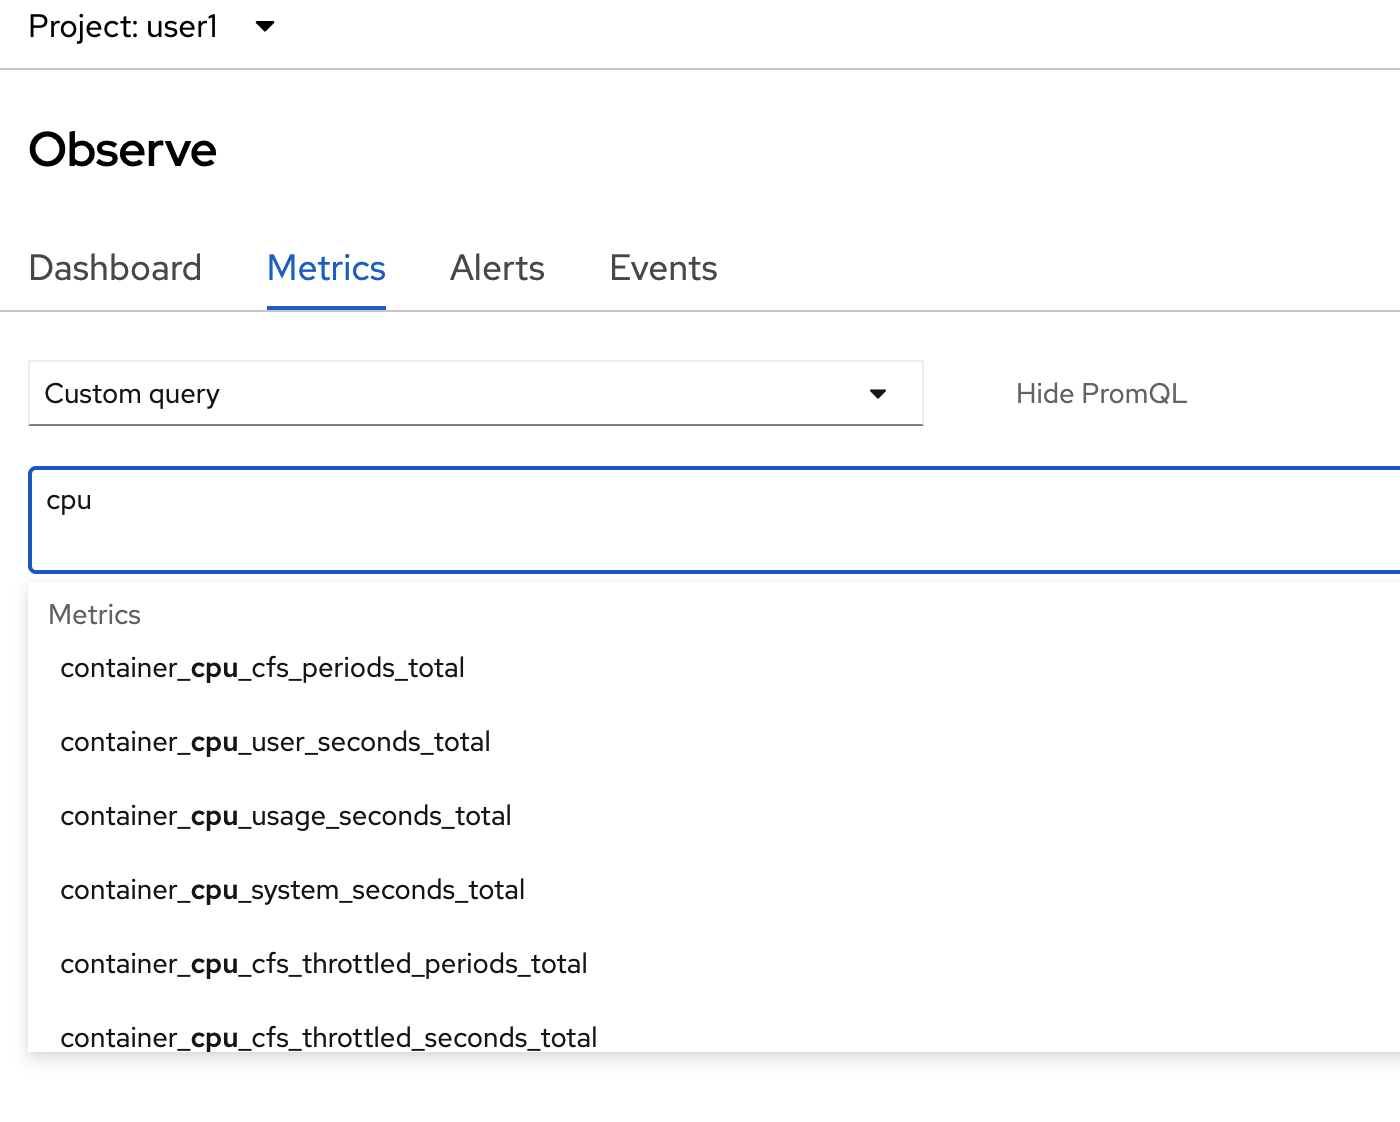 Project: user1
Observe
Dashboard Metrics Alerts Events
Custom query Hide PromQL
cpu
Metrics
container_cpu_cfs_periods_total
container_cpu_user_seconds_total
container_cpu_usage_seconds_total
container_cpu_system_seconds_total
container_cpu_cfs_throttled_periods_total
container_cpu_cfs_throttled_seconds_total